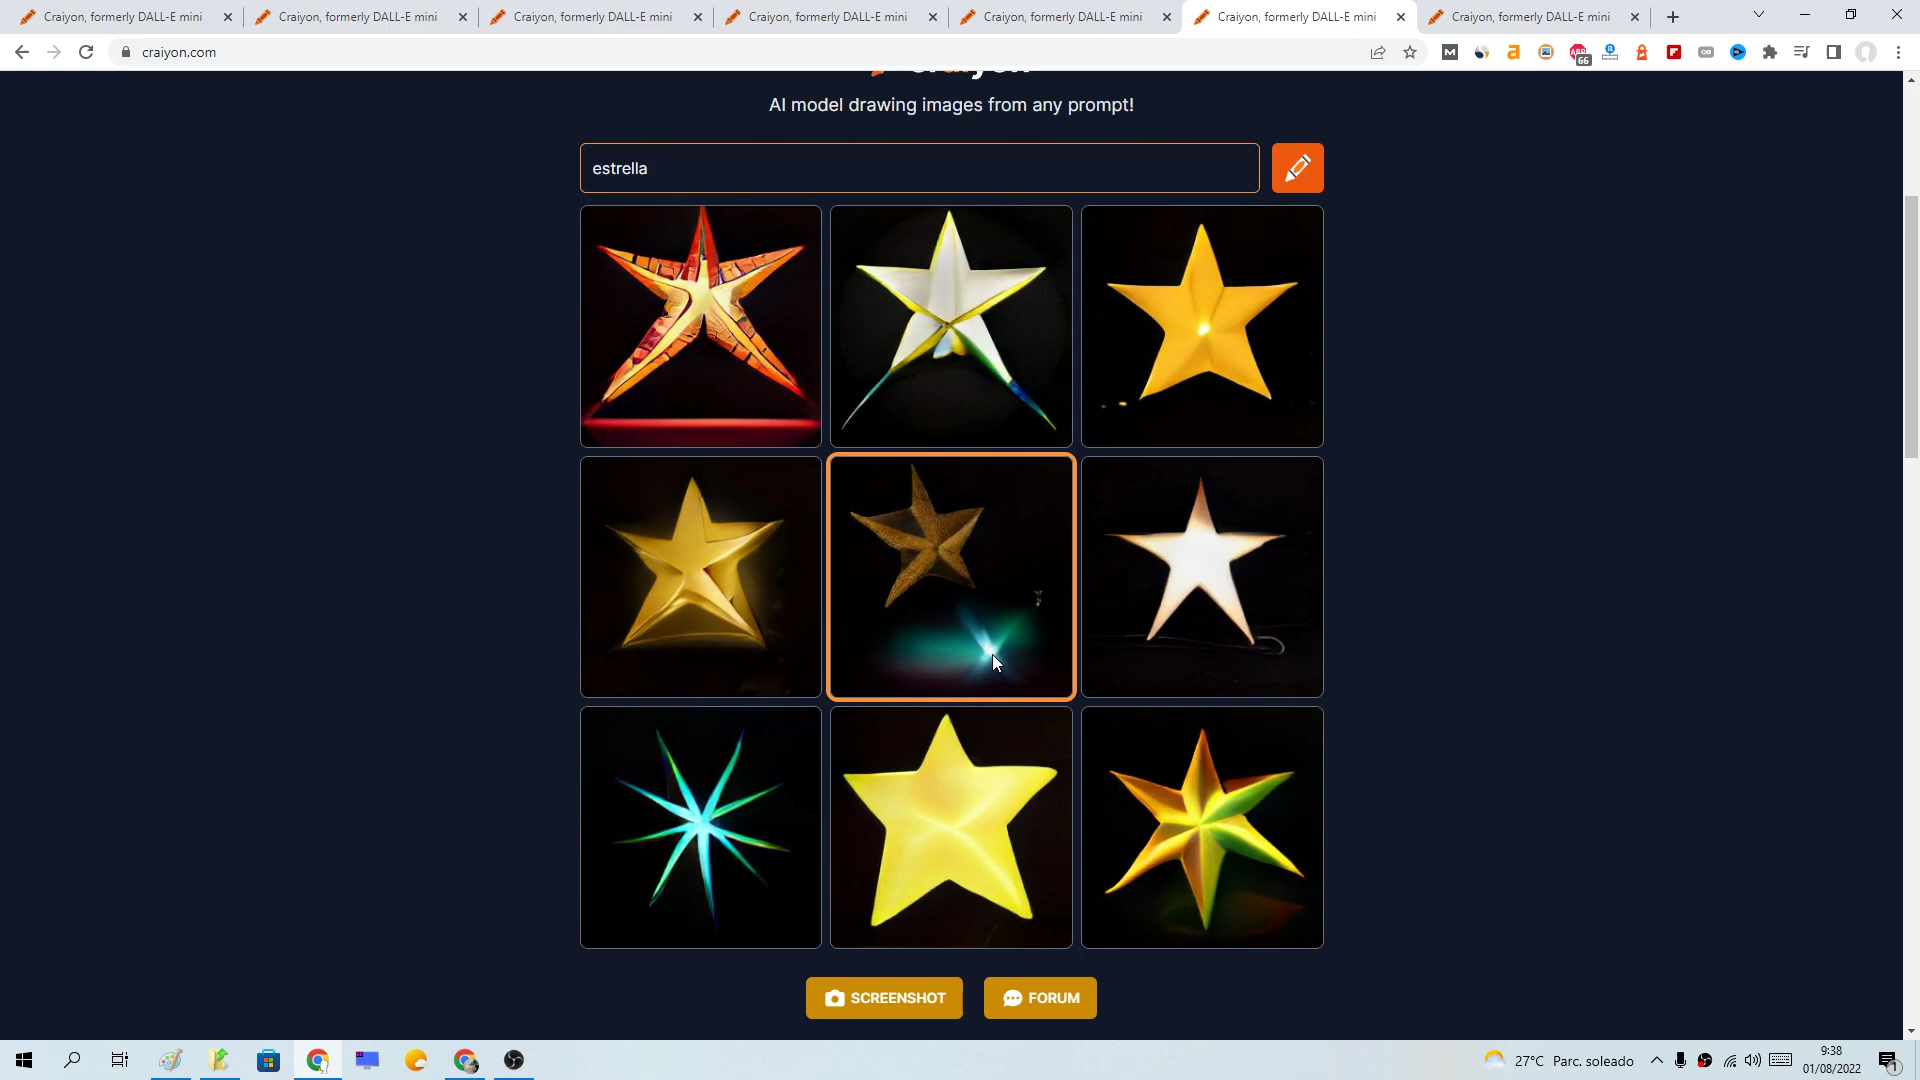 Craiyon, formerly DALL-E mini
Craiyon, formerly DALL-E mini
Craiyon, formerly DALL-E mini
Craiyon, formerly DALL-E mini
Craiyon, formerly DALL-E mini
Craiyon, formerly DALL-E mini
Craiyon, formerly DALL-E mini
craiyon.com
66
AI model drawing images from any prompt!
estrella
SCREENSHOT
FORUM
27°C Parc. soleado
9:38
01/08/2022
1